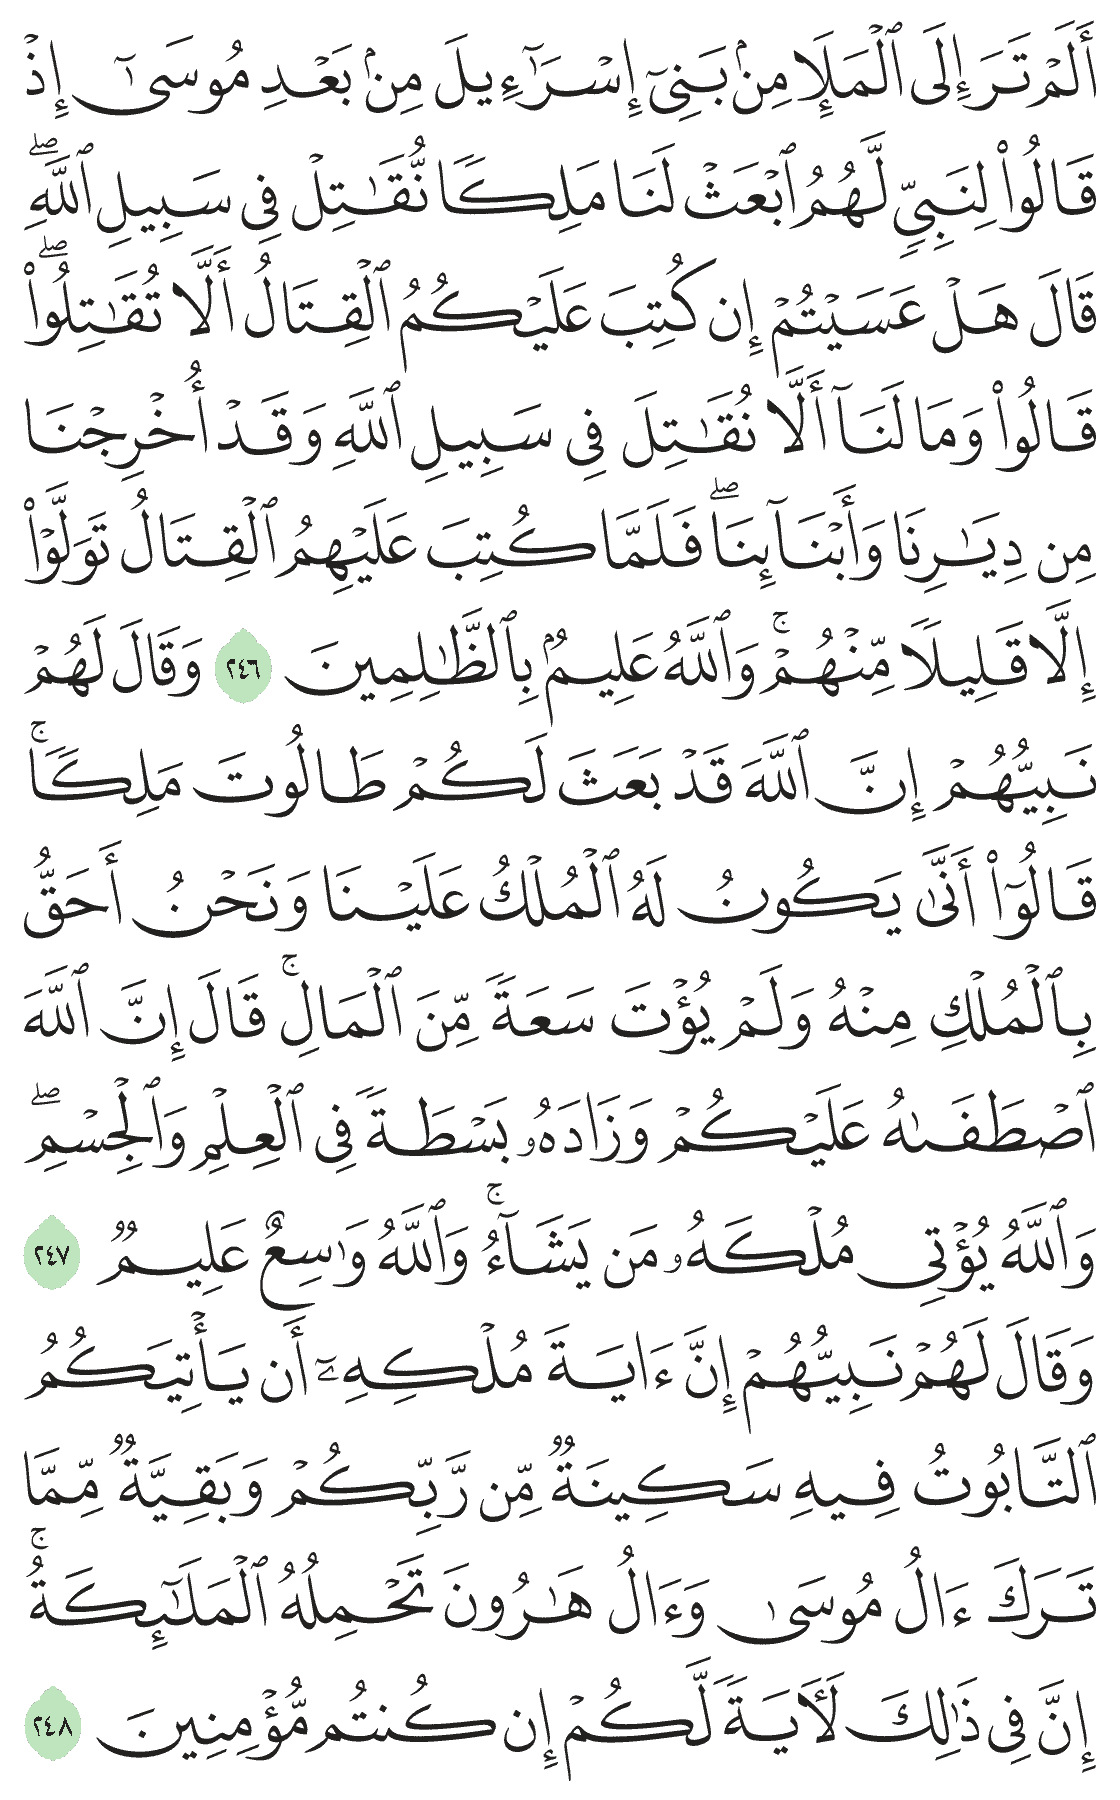 أَلَمۡ تَرَ إِلَى ٱلۡمَلَإِ مِنۢ بَنِيٓ إِسۡرَٰٓءِيلَ مِنۢ بَعۡدِ مُوسَىٰٓ إِذۡ
قَالُواْ لِنَبِيّٖ لَّهُمُ ٱبۡعَثۡ لَنَا مَلِكٗا نُّقَٰتِلۡ فِي سَبِيلِ ٱللَّهِۖ
قَالَ هَلۡ عَسَيۡتُمۡ إِن كُتِبَ عَلَيۡكُمُ ٱلۡقِتَالُ أَلَّا تُقَٰتِلُواْۖ
قَالُواْ وَمَا لَنَآ أَلَّا نُقَٰتِلَ فِي سَبِيلِ ٱللَّهِ وَقَدۡ أُخۡرِجۡنَا
مِن دِيَٰرِنَا وَأَبۡنَآئِنَاۖ فَلَمَّا كُتِبَ عَلَيۡهِمُ ٱلۡقِتَالُ تَوَلَّوۡاْ
إِلَّا قَلِيلٗا مِّنۡهُمۡۚ وَٱللَّهُ عَلِيمُۢ بِٱلظَّٰلِمِينَ ٢٤٦ وَقَالَ لَهُمۡ
نَبِيُّهُمۡ إِنَّ ٱللَّهَ قَدۡ بَعَثَ لَكُمۡ طَالُوتَ مَلِكٗاۚ
قَالُوٓاْ أَنَّىٰ يَكُونُ لَهُ ٱلۡمُلۡكُ عَلَيۡنَا وَنَحۡنُ أَحَقُّ
بِٱلۡمُلۡكِ مِنۡهُ وَلَمۡ يُؤۡتَ سَعَةٗ مِّنَ ٱلۡمَالِۚ قَالَ إِنَّ ٱللَّهَ
ٱصۡطَفَىٰهُ عَلَيۡكُمۡ وَزَادَهُۥ بَسۡطَةٗ فِي ٱلۡعِلۡمِ وَٱلۡجِسۡمِۖ
وَٱللَّهُ يُؤۡتِي مُلۡكَهُۥ مَن يَشَآءُۚ وَٱللَّهُ وَٰسِعٌ عَلِيمٞ ٢٤٧
وَقَالَ لَهُمۡ نَبِيُّهُمۡ إِنَّ ءَايَةَ مُلۡكِهِۦٓ أَن يَأۡتِيَكُمُ
ٱلتَّابُوتُ فِيهِ سَكِينَةٞ مِّن رَّبِّكُمۡ وَبَقِيَّةٞ مِّمَّا
تَرَكَ ءَالُ مُوسَىٰ وَءَالُ هَٰرُونَ تَحۡمِلُهُ ٱلۡمَلَٰٓئِكَةُۚ
إِنَّ فِي ذَٰلِكَ لَأٓيَةٗ لَّكُمۡ إِن كُنتُم مُّؤۡمِنِينَ ٢٤٨